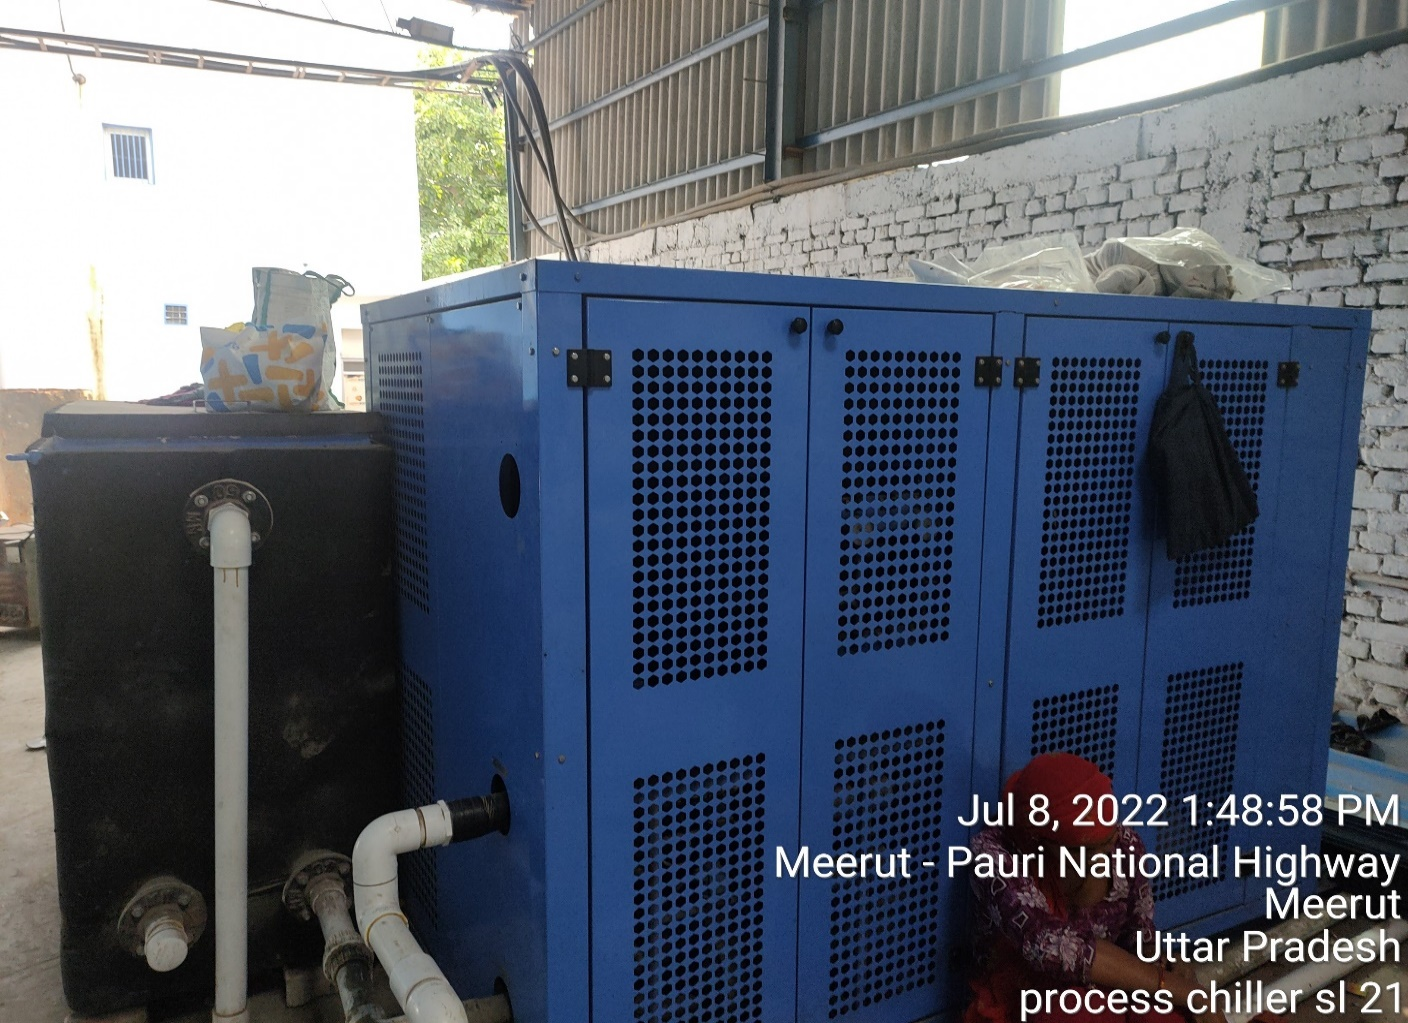 Jul 8, 2022 1:48:58 PM
Meerut - Pauri National Highway
Meerut
Uttar Pradesh
process chiller sl 21